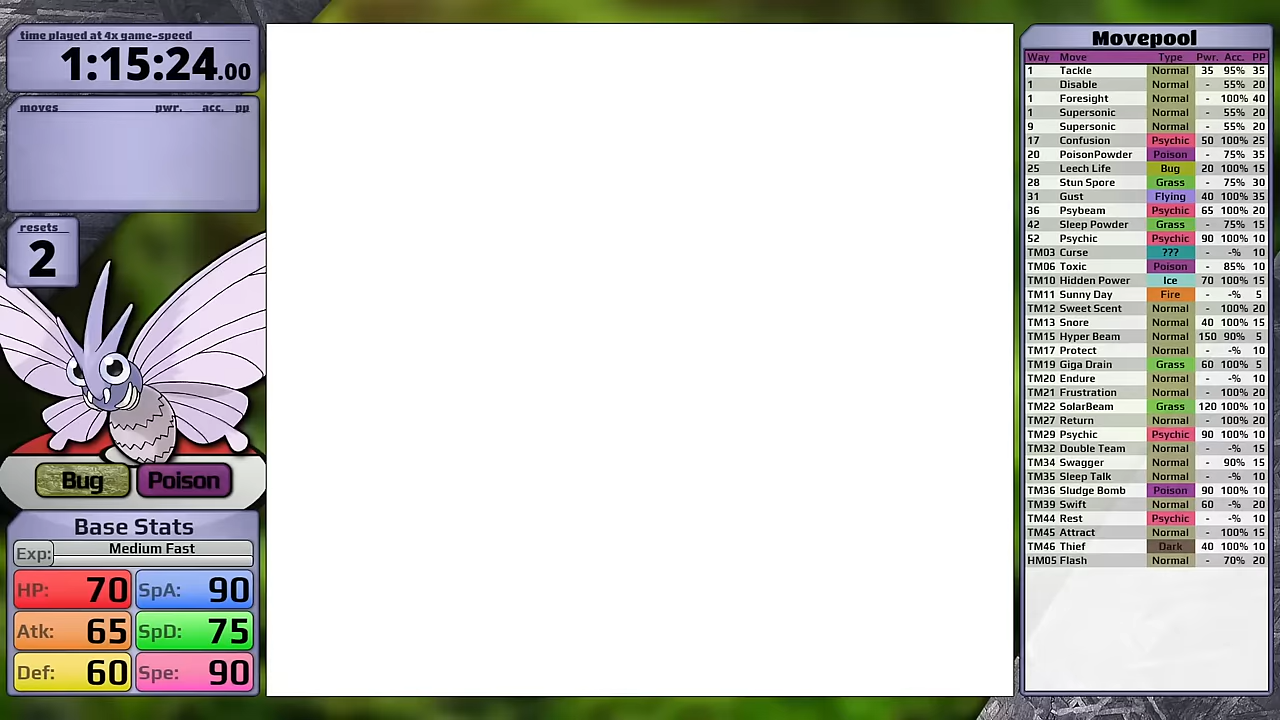 time played at 4x game-speed
1:15:24.00
moves pwr. acc. pp
resets
2
Bug Poison
Base Stats
Exp: Medium Fast
HP: 70 SpA: 90
Atk: 65 SpD: 75
Def: 60 Spe: 90
Movepool
Way Move Type Pwr. Acc. PP
1 Tackle Normal 35 95% 35
1 Disable Normal - 55% 20
1 Foresight Normal - 100% 40
1 Supersonic Normal - 55% 20
9 Supersonic Normal - 55% 20
17 Confusion Psychic 50 100% 25
20 PoisonPowder Poison - 75% 35
25 Leech Life Bug 20 100% 15
28 Stun Spore Grass - 75% 30
31 Gust Flying 40 100% 35
36 Psybeam Psychic 65 100% 20
42 Sleep Powder Grass - 75% 15
52 Psychic Psychic 90 100% 10
TM03 Curse ??? - -% 10
TM06 Toxic Poison - 85% 10
TM10 Hidden Power Ice 70 100% 15
TM11 Sunny Day Fire - -% 5
TM12 Sweet Scent Normal - 100% 20
TM13 Snore Normal 40 100% 15
TM15 Hyper Beam Normal 150 90% 5
TM17 Protect Normal - -% 10
TM19 Giga Drain Grass 60 100% 5
TM20 Endure Normal - -% 10
TM21 Frustration Normal - 100% 20
TM22 SolarBeam Grass 120 100% 10
TM27 Return Normal - 100% 20
TM29 Psychic Psychic 90 100% 10
TM32 Double Team Normal - -% 15
TM34 Swagger Normal - 90% 15
TM35 Sleep Talk Normal - -% 10
TM36 Sludge Bomb Poison 90 100% 10
TM39 Swift Normal 60 -% 20
TM44 Rest Psychic - -% 10
TM45 Attract Normal - 100% 15
TM46 Thief Dark 40 100% 10
HM05 Flash Normal - 70% 20